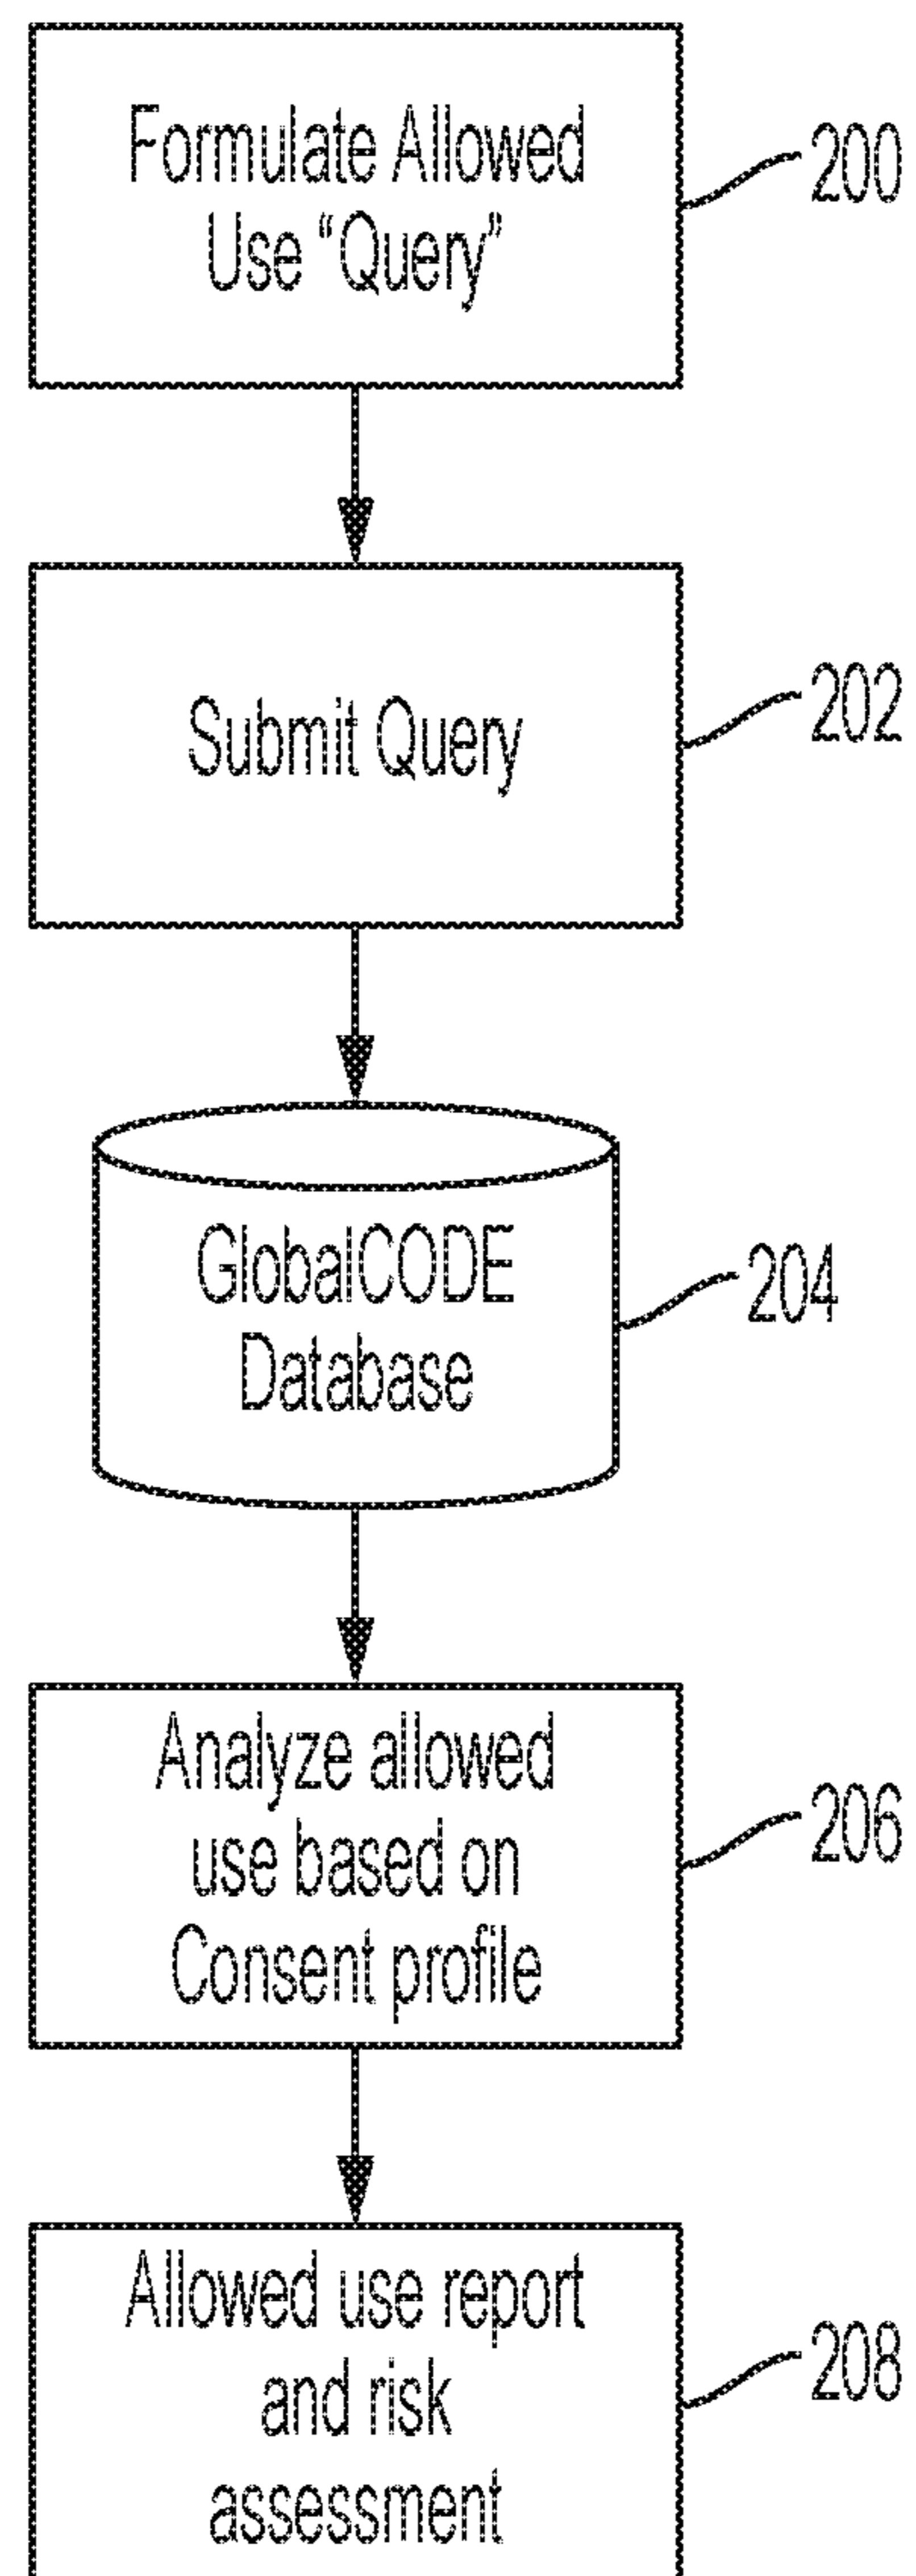 Formulate Allowed
Use “Query”
200
Submit Query
202
GlobalCODE
Database
204
Analyze allowed
use based on
Consent profile
206
Allowed use report
and risk
assessment
208